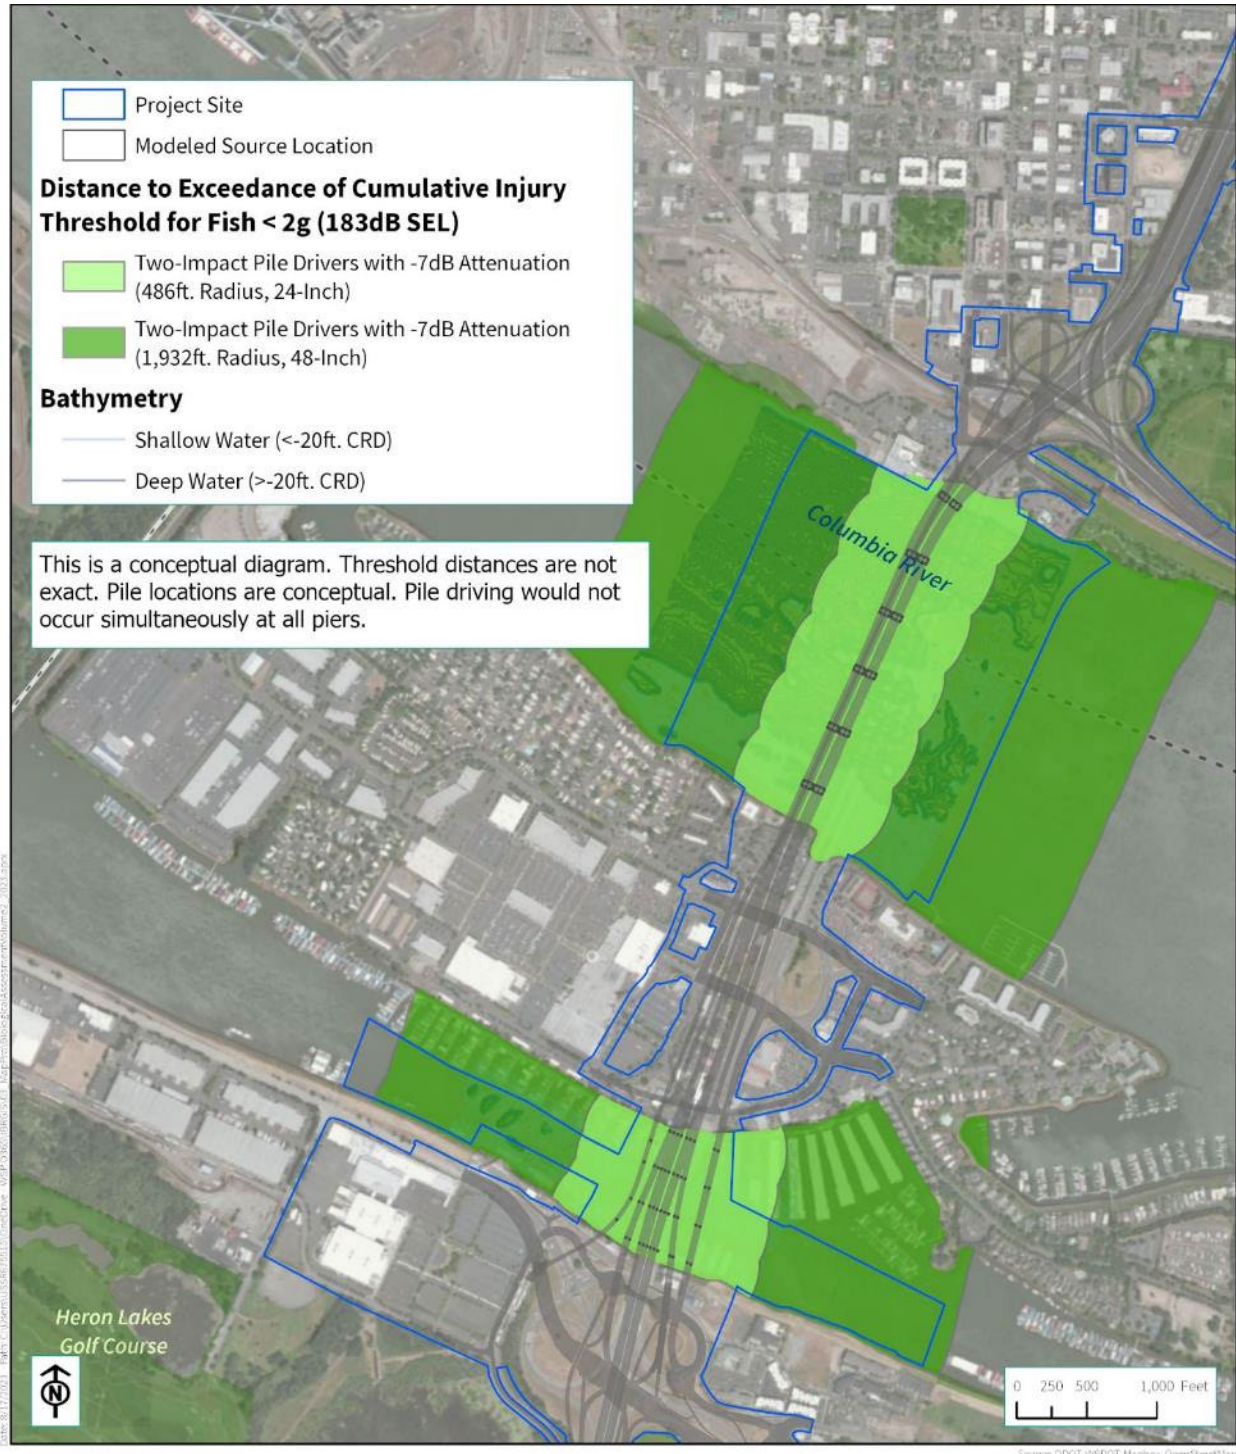 Project Site
Modeled Source Location
Distance to Exceedance of Cumulative Injury
Threshold for Fish < 2g (183dB SEL)
Two-Impact Pile Drivers with -7dB Attenuation
(486ft. Radius, 24-Inch)
Two-Impact Pile Drivers with -7dB Attenuation
(1,932ft. Radius, 48-Inch)
Bathymetry
Shallow Water (<-20ft. CRD)
Deep Water (>-20ft. CRD)
This is a conceptual diagram. Threshold distances are not
exact. Pile locations are conceptual. Pile driving would not
occur simultaneously at all piers.
Columbia River
Heron Lakes
Golf Course
N
0 250 500 1,000 Feet